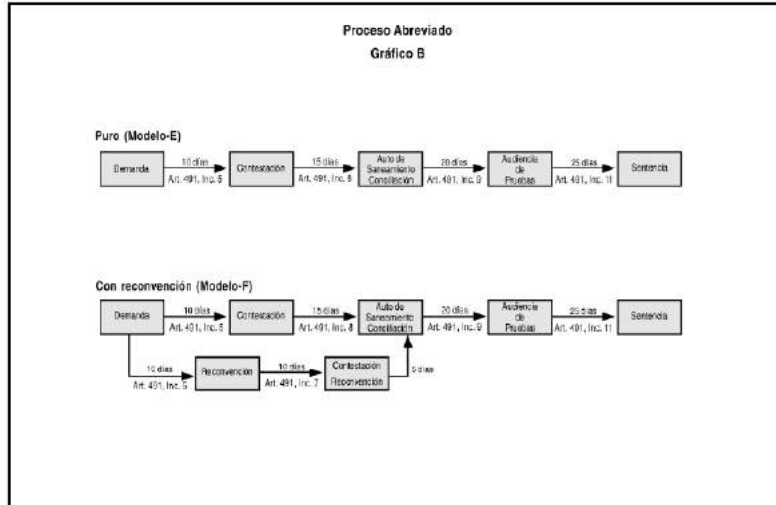 Proceso Abreviado
Gráfico B
Puro (Modelo-E)
Demanda
10 días
Art. 491, Inc. 5
Contestación
15 días
Art. 491, Inc. 8
Auto de
Saneamiento
Conciliación
20 días
Art. 491, Inc. 9
Audiencia
de
Pruebas
25 días
Art. 491, Inc. 11
Sentencia
Con reconvención (Modelo-F)
Demanda
10 días
Art. 491, Inc. 5
Contestación
15 días
Art. 491, Inc. 8
Auto de
Saneamiento
Conciliación
20 días
Art. 491, Inc. 9
Audiencia
de
Pruebas
25 días
Art. 491, Inc. 11
Sentencia
10 días
Art. 491, Inc. 5
Reconvención
10 días
Art. 491, Inc. 7
Contestación
Reconvención
5 días